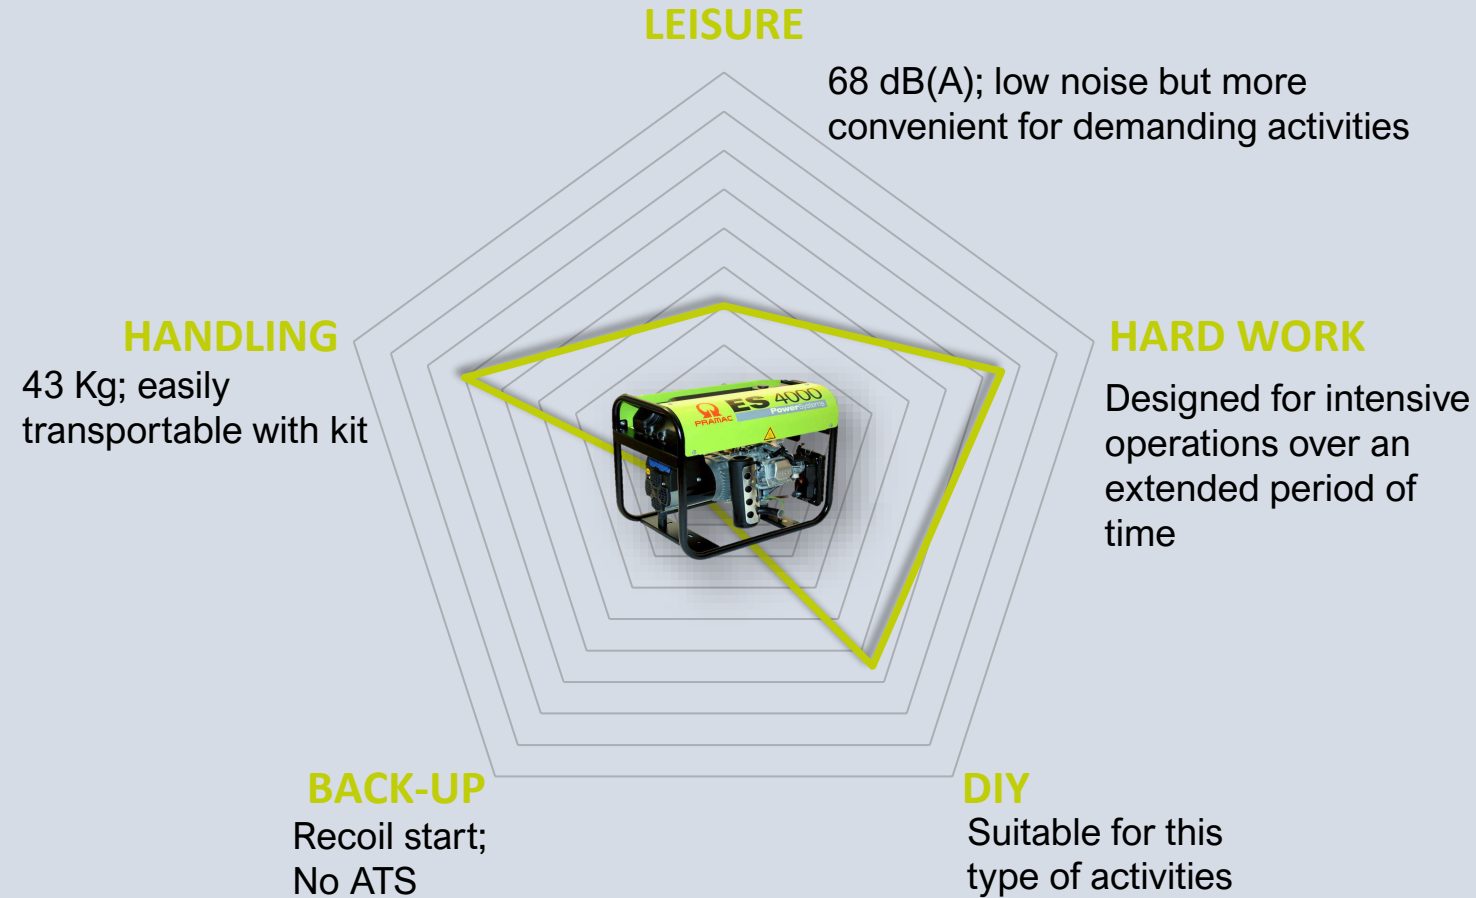 LEISURE
68 dB(A); low noise but more
convenient for demanding activities
HANDLING
43 Kg; easily
transportable with kit
HARD WORK
Designed for intensive
operations over an
extended period of
time
PRAMAC
ES 4000
PowerSystems
BACK-UP
Recoil start;
No ATS
DIY
Suitable for this
type of activities